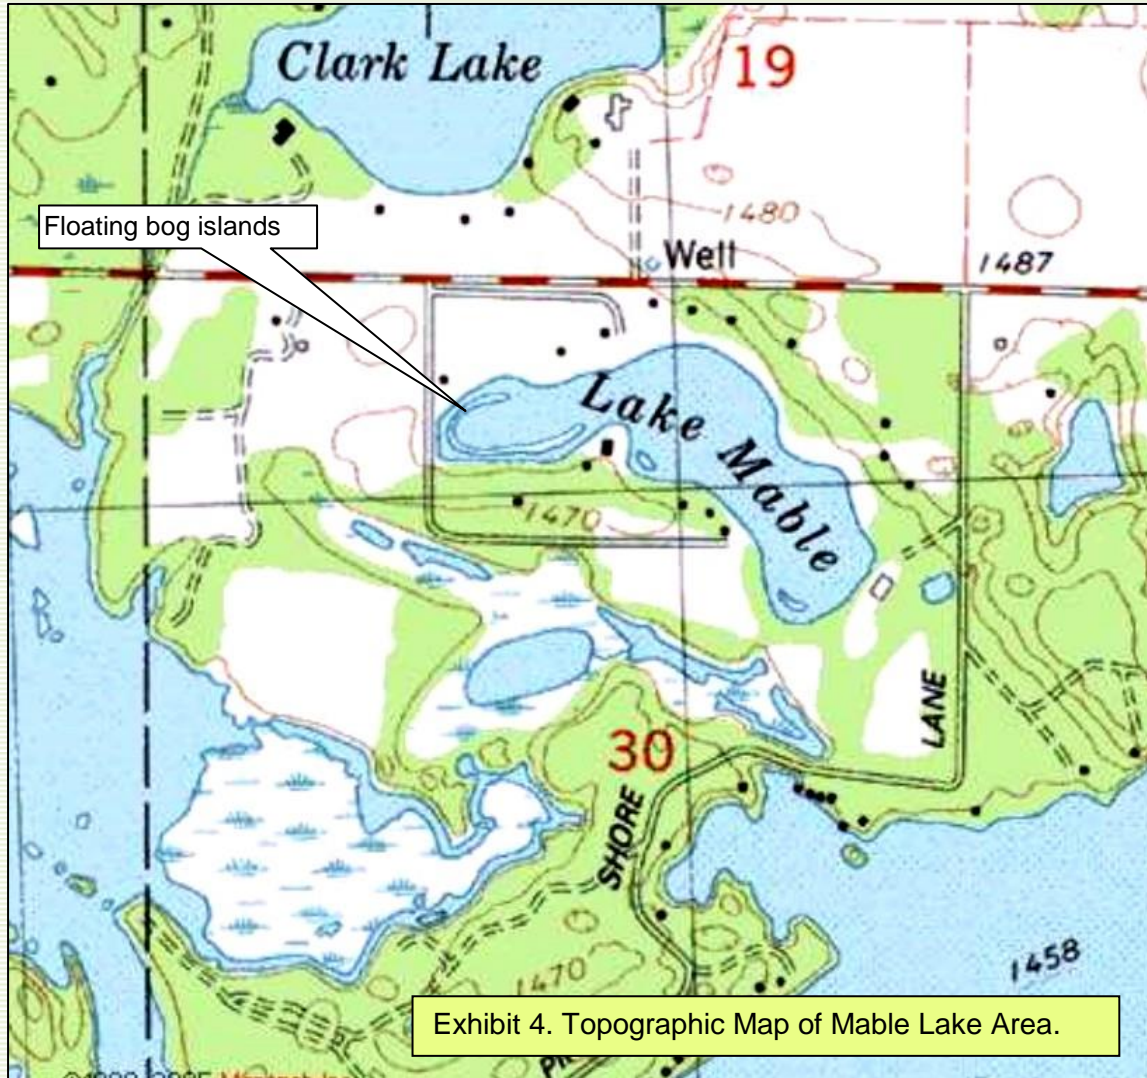 Clark Lake
19
Floating bog islands
1480
Well
1487
Lake Mable
1470
LANE
30
SHORE
1458
1470
Exhibit 4. Topographic Map of Mable Lake Area.